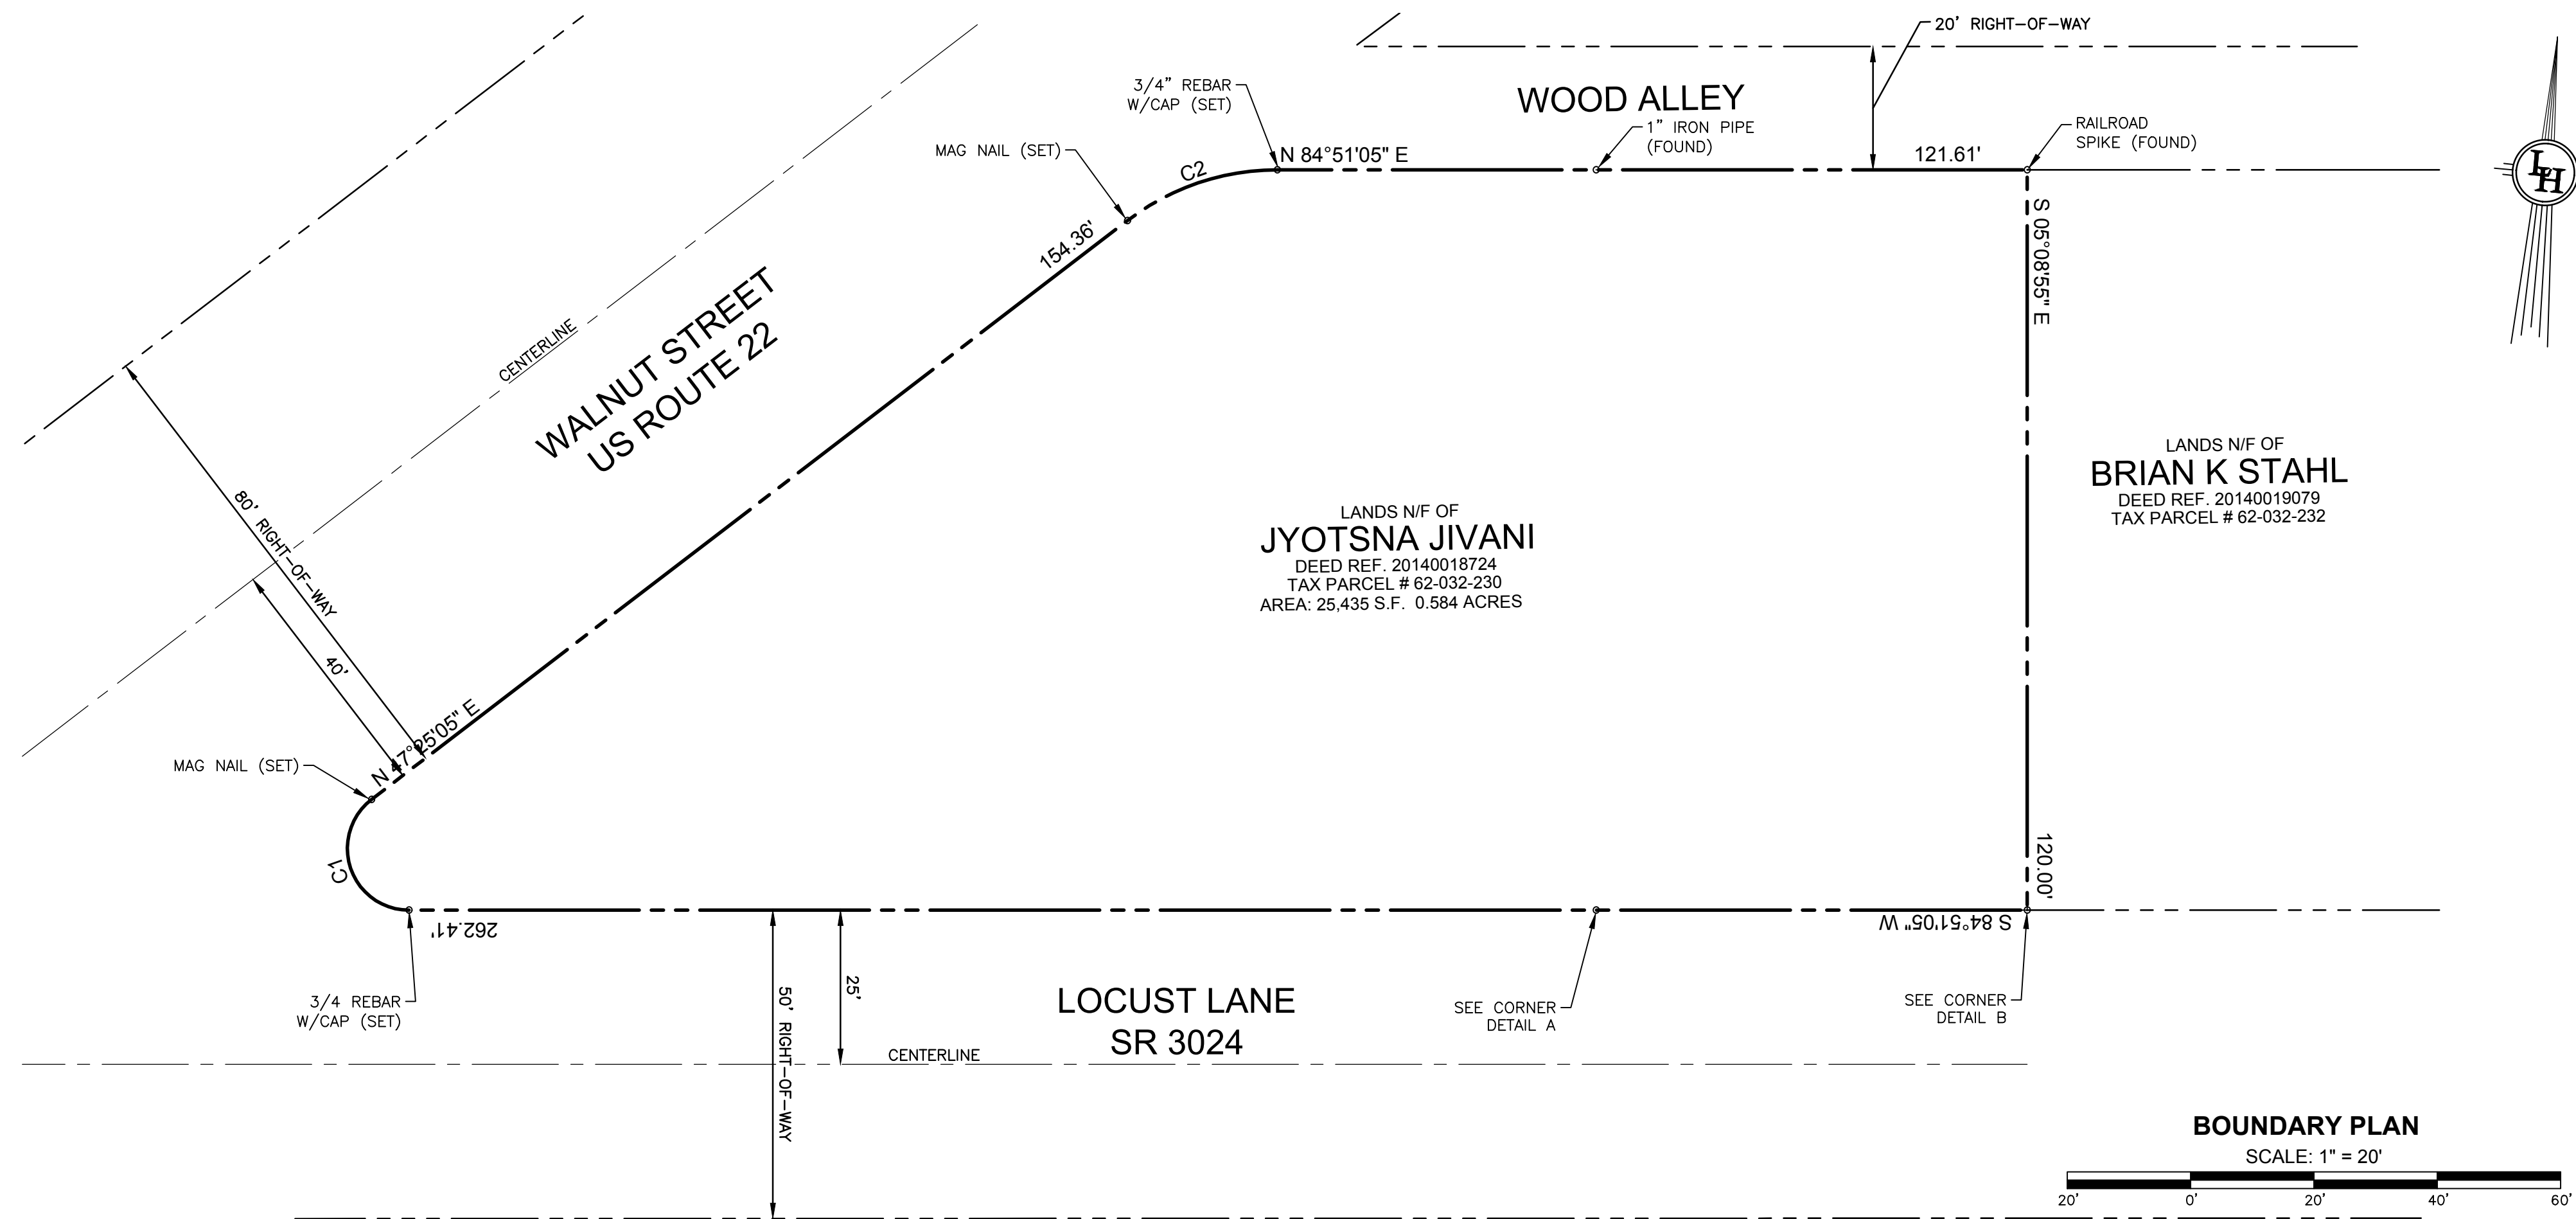 20' RIGHT-OF-WAY
3/4" REBAR
W/CAP (SET)
WOOD ALLEY
1" IRON PIPE
(FOUND)
RAILROAD
SPIKE (FOUND)
MAG NAIL (SET)
C2
N 84°51'05" E
121.61'
LH
S 05°08'55" E
120.00'
154.36'
N 47°25'05" E
WALNUT STREET
US ROUTE 22
CENTERLINE
80' RIGHT-OF-WAY
40'
LANDS N/F OF
JYOTSNA JIVANI
DEED REF. 20140018724
TAX PARCEL # 62-032-230
AREA: 25,435 S.F. 0.584 ACRES
LANDS N/F OF
BRIAN K STAHL
DEED REF. 20140019079
TAX PARCEL # 62-032-232
MAG NAIL (SET)
C1
262.41'
S 84°51'05" W
3/4 REBAR
W/CAP (SET)
25'
50' RIGHT-OF-WAY
LOCUST LANE
SR 3024
CENTERLINE
SEE CORNER
DETAIL A
SEE CORNER
DETAIL B
BOUNDARY PLAN
SCALE: 1" = 20'
20' 0' 20' 40' 60'